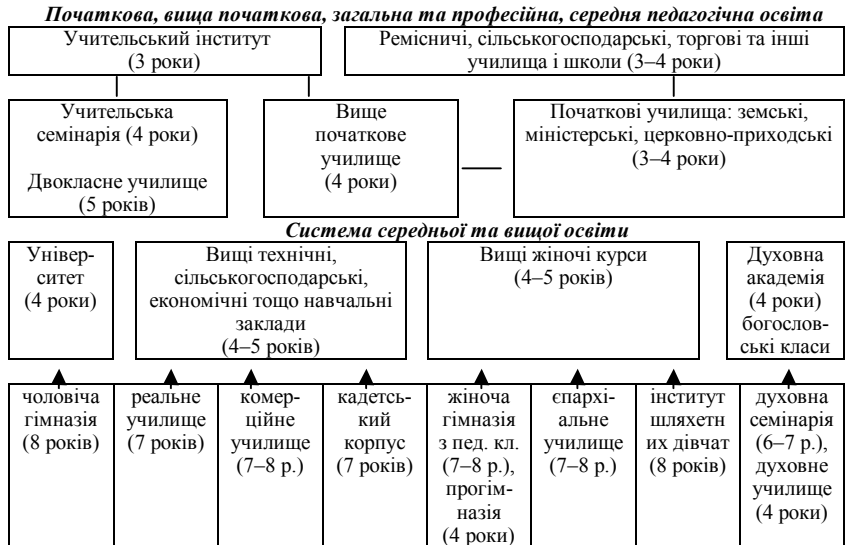 Початкова, вища початкова, загальна та професійна, середня педагогічна освіта
Учительський інститут
(3 роки)
Ремісничі, сільськогосподарські, торгові та інші
училища і школи (3–4 роки)
Учительська
семінарія (4 роки)
Двокласне училище
(5 років)
Вище
початкове
училище
(4 роки)
Початкові училища: земські,
міністерські, церковно-приходські
(3–4 роки)
Система середньої та вищої освіти
Універ-
ситет
(4 роки)
Вищі технічні,
сільськогосподарські,
економічні тощо навчальні
заклади
(4–5 років)
Вищі жіночі курси
(4–5 років)
Духовна
академія
(4 роки)
богослов-
ські класи
чоловіча
гімназія
(8 років)
реальне
училище
(7 років)
комер-
ційне
училище
(7–8 р.)
кадетсь-
кий
корпус
(7 років)
жіноча
гімназія
з пед. кл.
(7–8 р.),
прогім-
назія
(4 роки)
єпархі-
альне
училище
(7–8 р.)
інститут
шляхетн
их дівчат
(8 років)
духовна
семінарія
(6–7 р.),
духовне
училище
(4 роки)